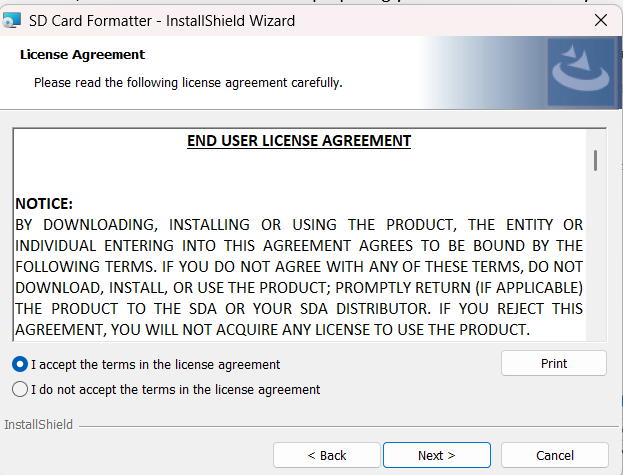 SD Card Formatter - InstallShield Wizard
License Agreement
Please read the following license agreement carefully.
END USER LICENSE AGREEMENT
NOTICE:
BY DOWNLOADING, INSTALLING OR USING THE PRODUCT, THE ENTITY OR
INDIVIDUAL ENTERING INTO THIS AGREEMENT AGREES TO BE BOUND BY THE
FOLLOWING TERMS. IF YOU DO NOT AGREE WITH ANY OF THESE TERMS, DO NOT
DOWNLOAD, INSTALL, OR USE THE PRODUCT; PROMPTLY RETURN (IF APPLICABLE)
THE PRODUCT TO THE SDA OR YOUR SDA DISTRIBUTOR. IF YOU REJECT THIS
AGREEMENT, YOU WILL NOT ACQUIRE ANY LICENSE TO USE THE PRODUCT.
I accept the terms in the license agreement
Print
I do not accept the terms in the license agreement
InstallShield
< Back
Next >
Cancel